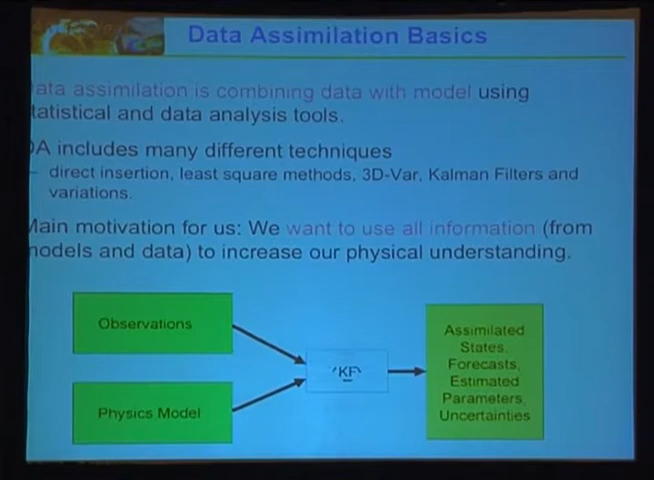 Data Assimilation Basics
ata assimilation is combining data with model using
tatistical and data analysis tools.
DA includes many different techniques
– direct insertion, least square methods, 3D-Var, Kalman Filters and
variations.
Main motivation for us: We want to use all information (from
models and data) to increase our physical understanding.
Observations
Physics Model
KF
Assimilated
States,
Forecasts,
Estimated
Parameters,
Uncertainties